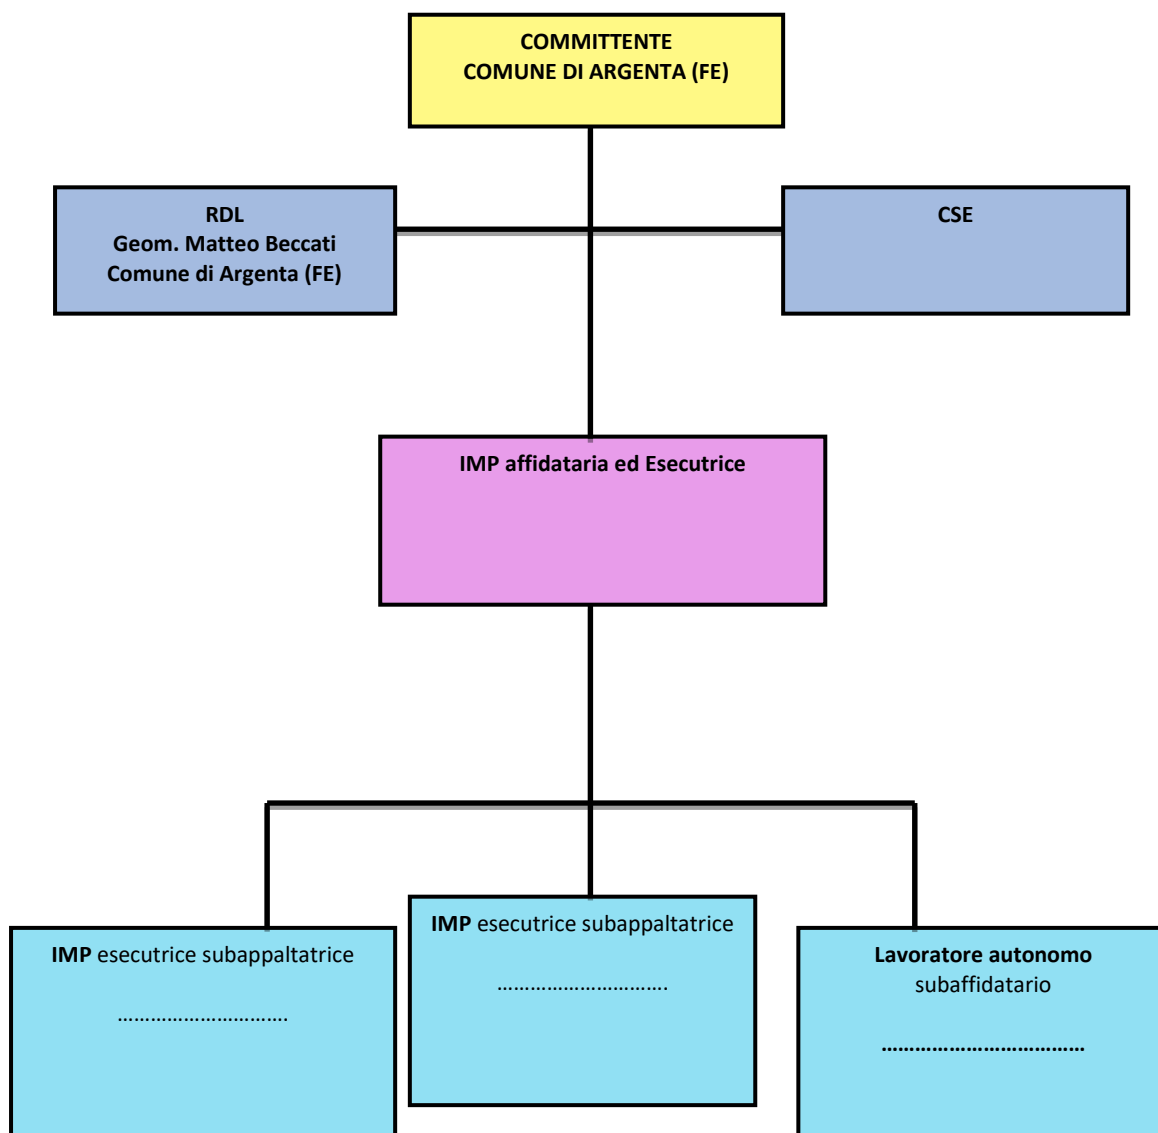 COMMITTENTE
COMUNE DI ARGENTA (FE)
RDL
Geom. Matteo Beccati
Comune di Argenta (FE)
CSE
IMP affidataria ed Esecutrice
IMP esecutrice subappaltatrice
………………………….
IMP esecutrice subappaltatrice
………………………….
Lavoratore autonomo
subaffidatario
………………………………